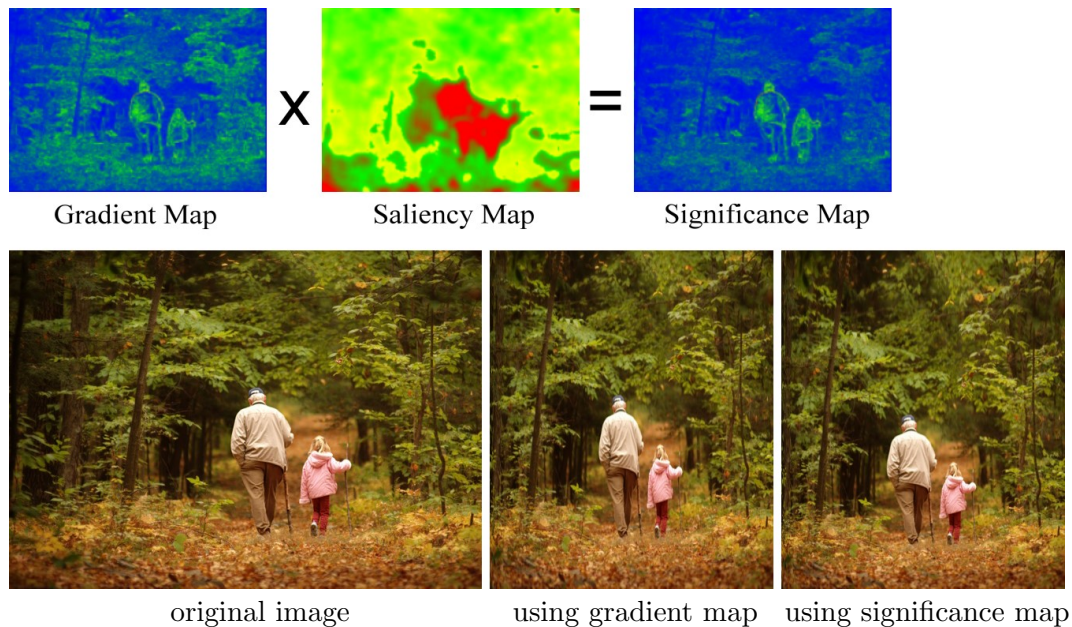 x
=
Gradient Map
Saliency Map
Significance Map
original image
using gradient map
using significance map